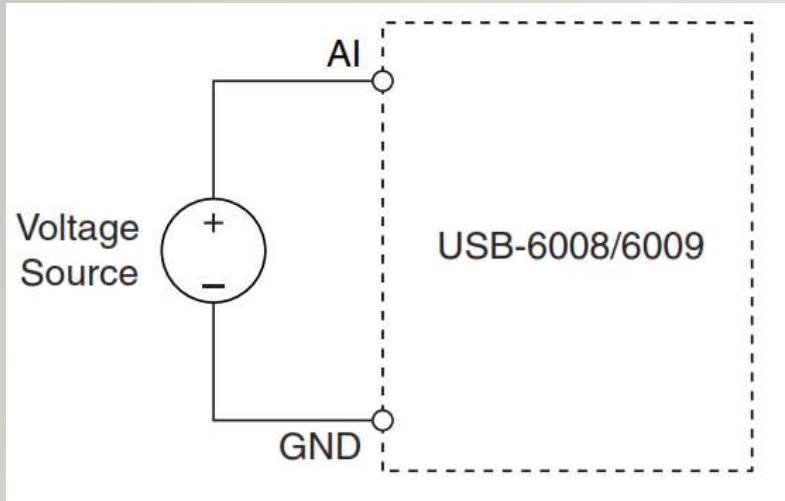 AI
+
Voltage
Source
USB-6008/6009
–
GND